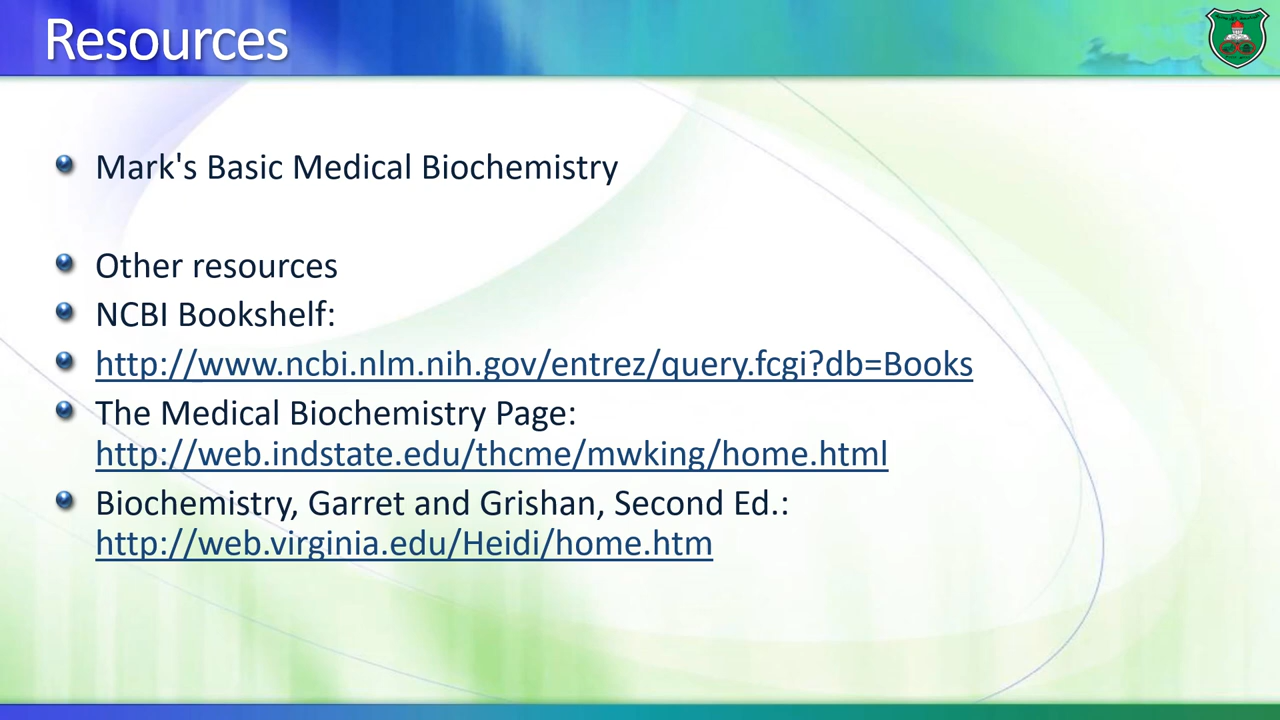 Resources
Mark's Basic Medical Biochemistry
Other resources
NCBI Bookshelf:
http://www.ncbi.nlm.nih.gov/entrez/query.fcgi?db=Books
The Medical Biochemistry Page:
http://web.indstate.edu/thcme/mwking/home.html
Biochemistry, Garret and Grishan, Second Ed.:
http://web.virginia.edu/Heidi/home.htm